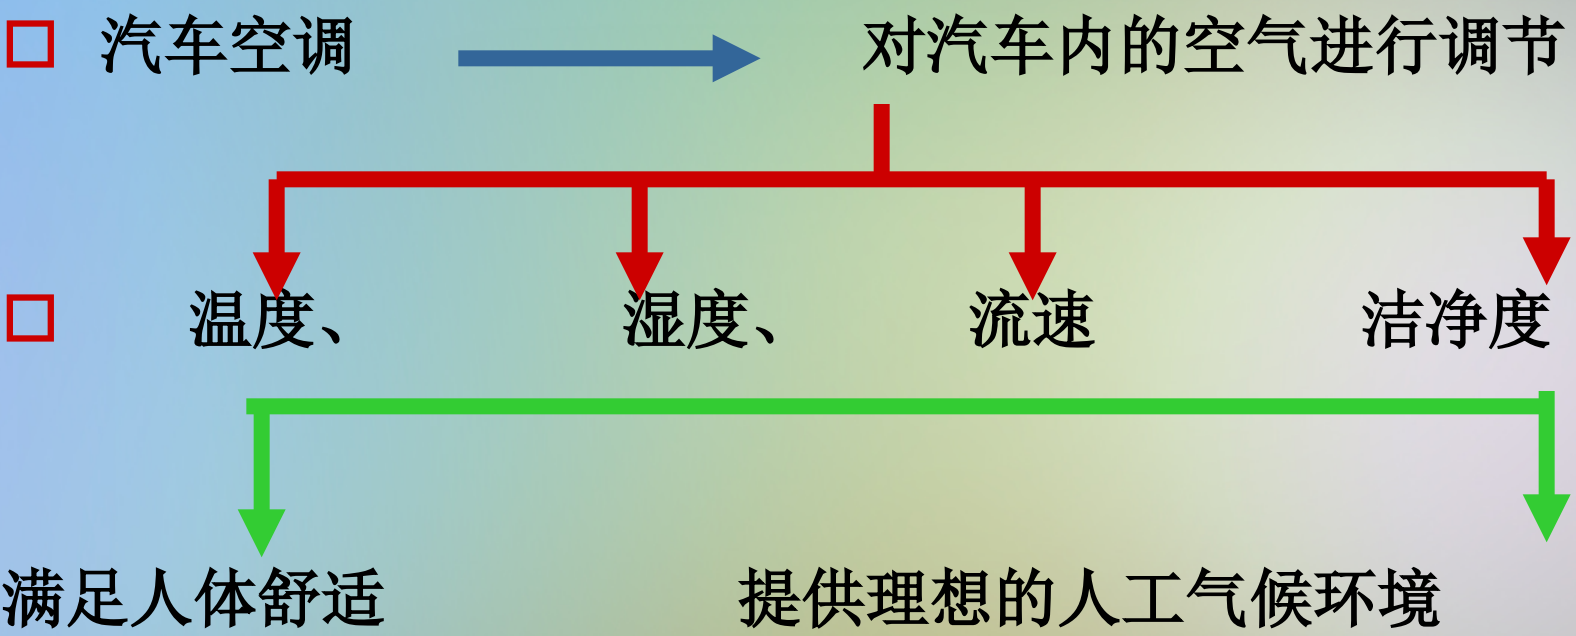 汽车空调 对汽车内的空气进行调节
温度、 湿度、 流速 洁净度
满足人体舒适 提供理想的人工气候环境